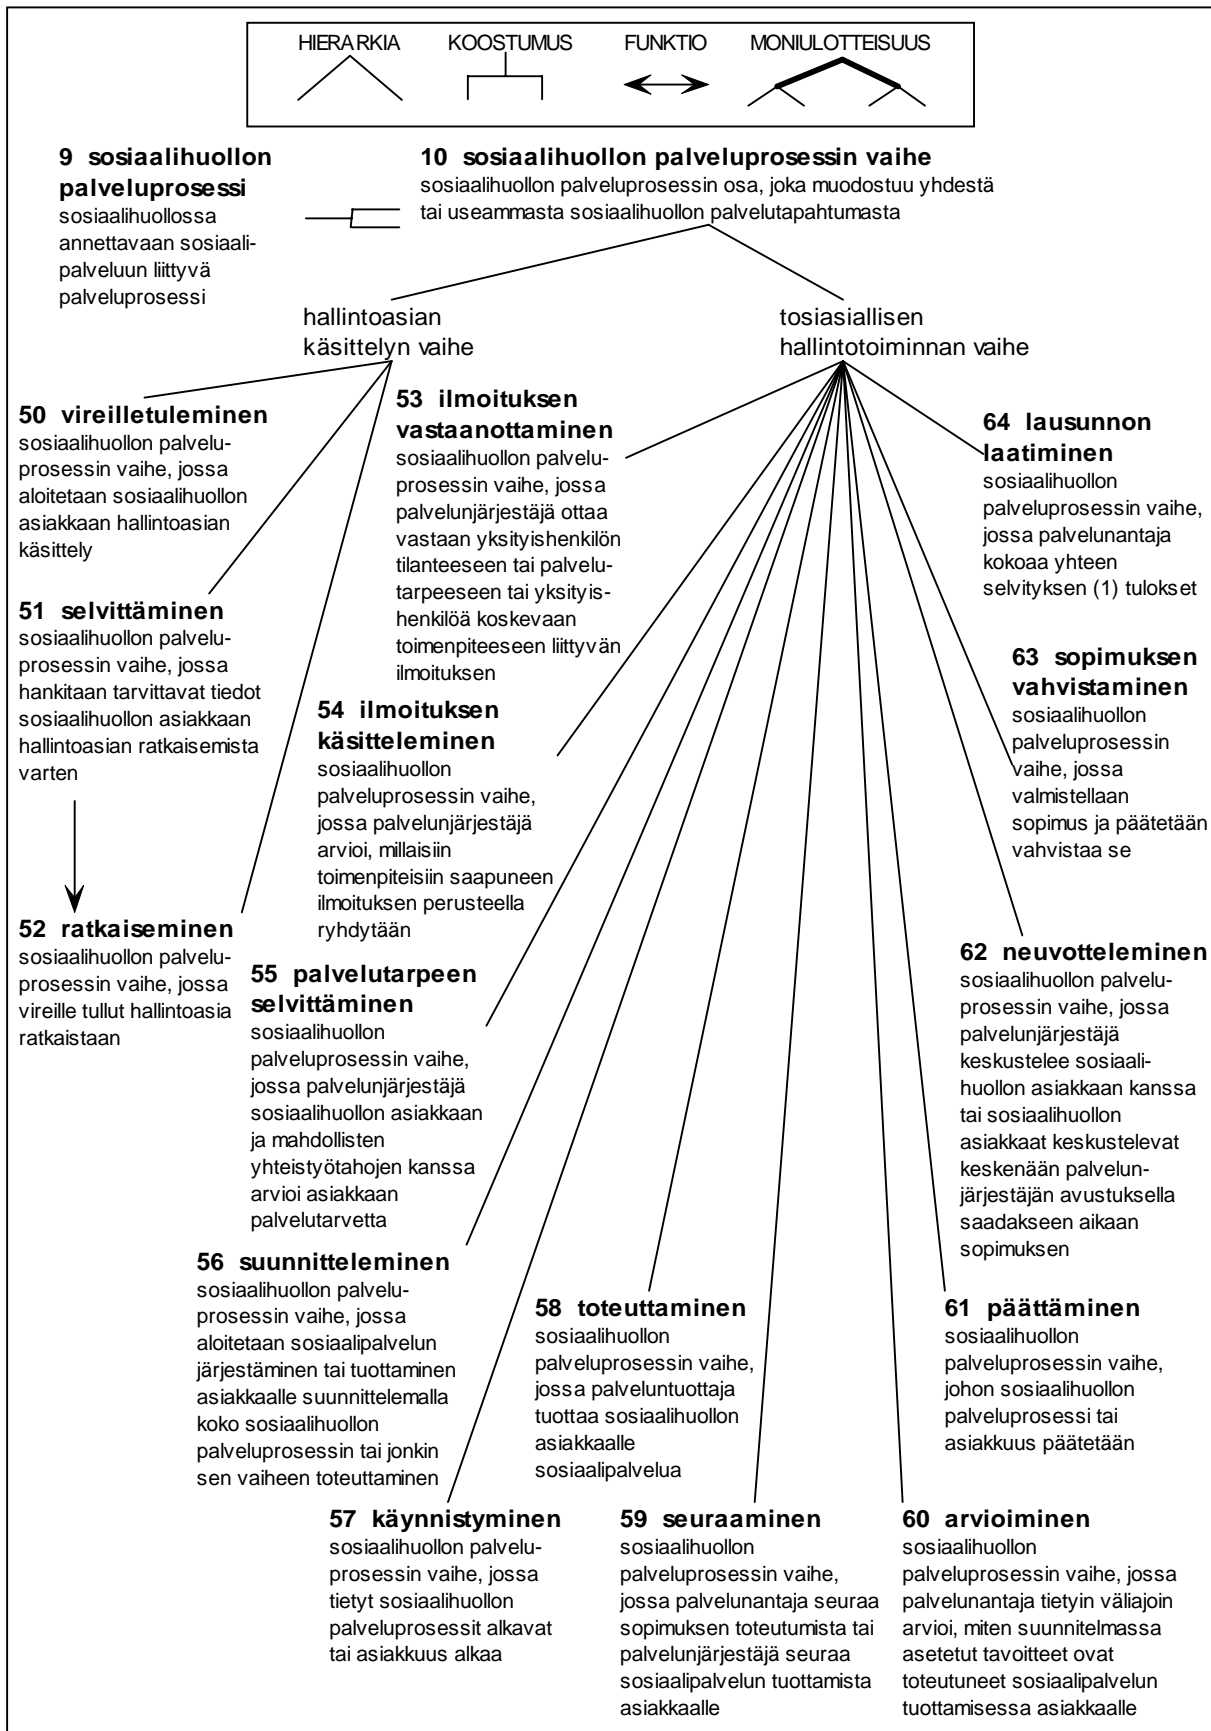 HIERARKIA KOOSTUMUS FUNKTIO MONIULOTTEISUUS
9 sosiaalihuollon
palveluprosessi
sosiaalihuollossa
annettavaan sosiaali-
palveluun liittyvä
palveluprosessi
10 sosiaalihuollon palveluprosessin vaihe
sosiaalihuollon palveluprosessin osa, joka muodostuu yhdestä
tai useammasta sosiaalihuollon palvelutapahtumasta
hallintoasian
käsittelyn vaihe
tosiasiallisen
hallintotoiminnan vaihe
50 vireilletuleminen
sosiaalihuollon palvelu-
prosessin vaihe, jossa
aloitetaan sosiaalihuollon
asiakkaan hallintoasian
käsittely
51 selvittäminen
sosiaalihuollon palvelu-
prosessin vaihe, jossa
hankitaan tarvittavat tiedot
sosiaalihuollon asiakkaan
hallintoasian ratkaisemista
varten
52 ratkaiseminen
sosiaalihuollon palvelu-
prosessin vaihe, jossa
vireille tullut hallintoasia
ratkaistaan
53 ilmoituksen
vastaanottaminen
sosiaalihuollon palvelu-
prosessin vaihe, jossa
palvelunjärjestäjä ottaa
vastaan yksityishenkilön
tilanteeseen tai palvelu-
tarpeeseen tai yksityis-
henkilöä koskevaan
toimenpiteeseen liittyvän
ilmoituksen
54 ilmoituksen
käsitteleminen
sosiaalihuollon
palveluprosessin vaihe,
jossa palvelunjärjestäjä
arvioi, millaisiin
toimenpiteisiin saapuneen
ilmoituksen perusteella
ryhdytään
55 palvelutarpeen
selvittäminen
sosiaalihuollon
palveluprosessin vaihe,
jossa palvelunjärjestäjä
sosiaalihuollon asiakkaan
ja mahdollisten
yhteistyötahojen kanssa
arvioi asiakkaan
palvelutarvetta
56 suunnitteleminen
sosiaalihuollon palvelu-
prosessin vaihe, jossa
aloitetaan sosiaalipalvelun
järjestäminen tai tuottaminen
asiakkaalle suunnittelemalla
koko sosiaalihuollon
palveluprosessin tai jonkin
sen vaiheen toteuttaminen
57 käynnistyminen
sosiaalihuollon palvelu-
prosessin vaihe, jossa
tietyt sosiaalihuollon
palveluprosessit alkavat
tai asiakkuus alkaa
58 toteuttaminen
sosiaalihuollon
palveluprosessin vaihe,
jossa palveluntuottaja
tuottaa sosiaalihuollon
asiakkaalle
sosiaalipalvelua
59 seuraaminen
sosiaalihuollon
palveluprosessin vaihe,
jossa palvelunantaja seuraa
sopimuksen toteutumista tai
palvelunjärjestäjä seuraa
sosiaalipalvelun tuottamista
asiakkaalle
60 arvioiminen
sosiaalihuollon
palveluprosessin vaihe, jossa
palvelunantaja tietyin väliajoin
arvioi, miten suunnitelmassa
asetetut tavoitteet ovat
toteutuneet sosiaalipalvelun
tuottamisessa asiakkaalle
61 päättäminen
sosiaalihuollon
palveluprosessin vaihe,
johon sosiaalihuollon
palveluprosessi tai
asiakkuus päätetään
62 neuvotteleminen
sosiaalihuollon palvelu-
prosessin vaihe, jossa
palvelunjärjestäjä
keskustelee sosiaali-
huollon asiakkaan kanssa
tai sosiaalihuollon
asiakkaat keskustelevat
keskenään palvelun-
järjestäjän avustuksella
saadakseen aikaan
sopimuksen
63 sopimuksen
vahvistaminen
sosiaalihuollon
palveluprosessin
vaihe, jossa
valmistellaan
sopimus ja päätetään
vahvistaa se
64 lausunnon
laatiminen
sosiaalihuollon
palveluprosessin vaihe,
jossa palvelunantaja
kokoaa yhteen
selvityksen (1) tulokset